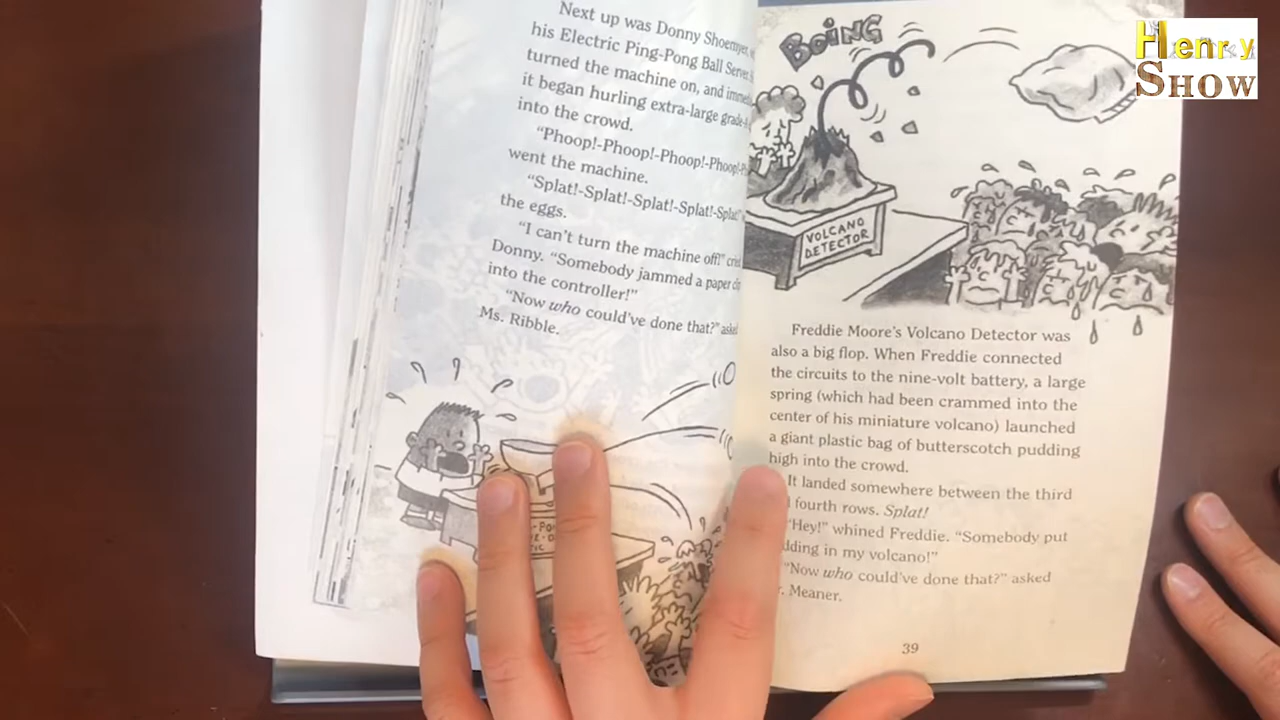 Next up was Donny Shoemyer,
his Electric Ping-Pong Ball Server.
turned the machine on, and
it began hurling extra-large
into the crowd.
"Phoop!-Phoop!-Phoop!-Phoop!
went the machine.
"Splat!-Splat!-Splat!-Splat!-Splat!"
the eggs.
"I can't turn the machine off!"
Donny. "Somebody jammed a paper
into the controller!"
"Now who could've done that?" asked
Ms. Ribble.
BOING
VOLCANO
DETECTOR
Freddie Moore's Volcano Detector was
also a big flop. When Freddie connected
the circuits to the nine-volt battery, a large
spring (which had been crammed into the
center of his miniature volcano) launched
a giant plastic bag of butterscotch pudding
high into the crowd.
It landed somewhere between the third
fourth rows. Splat!
"Hey!" whined Freddie. "Somebody put
in my volcano!"
"Now who could've done that?" asked
Meaner.
39
Henry
SHOW